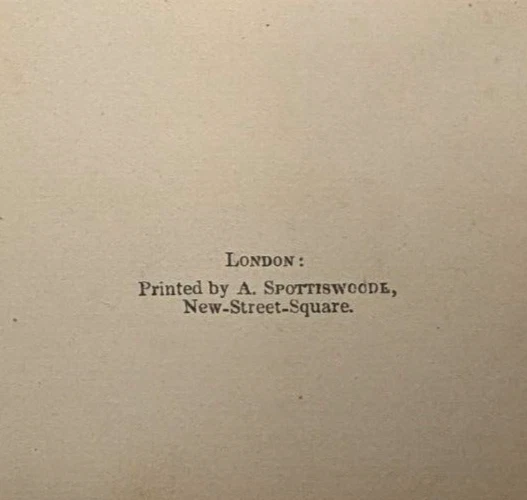 LONDON:
Printed by A. SPOTTISWOODE,
New-Street-Square.